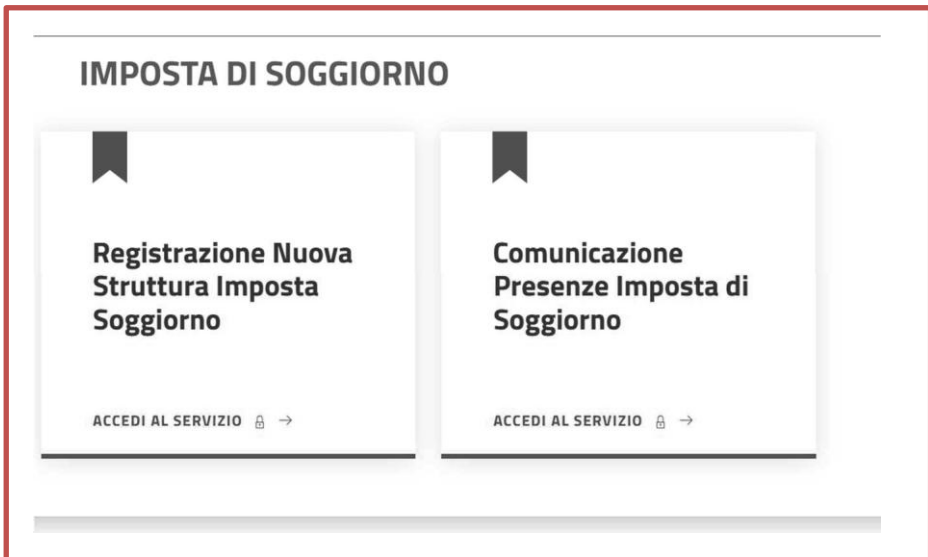 IMPOSTA DI SOGGIORNO
Registrazione Nuova
Struttura Imposta
Soggiorno
ACCEDI AL SERVIZIO
Comunicazione
Presenze Imposta di
Soggiorno
ACCEDI AL SERVIZIO